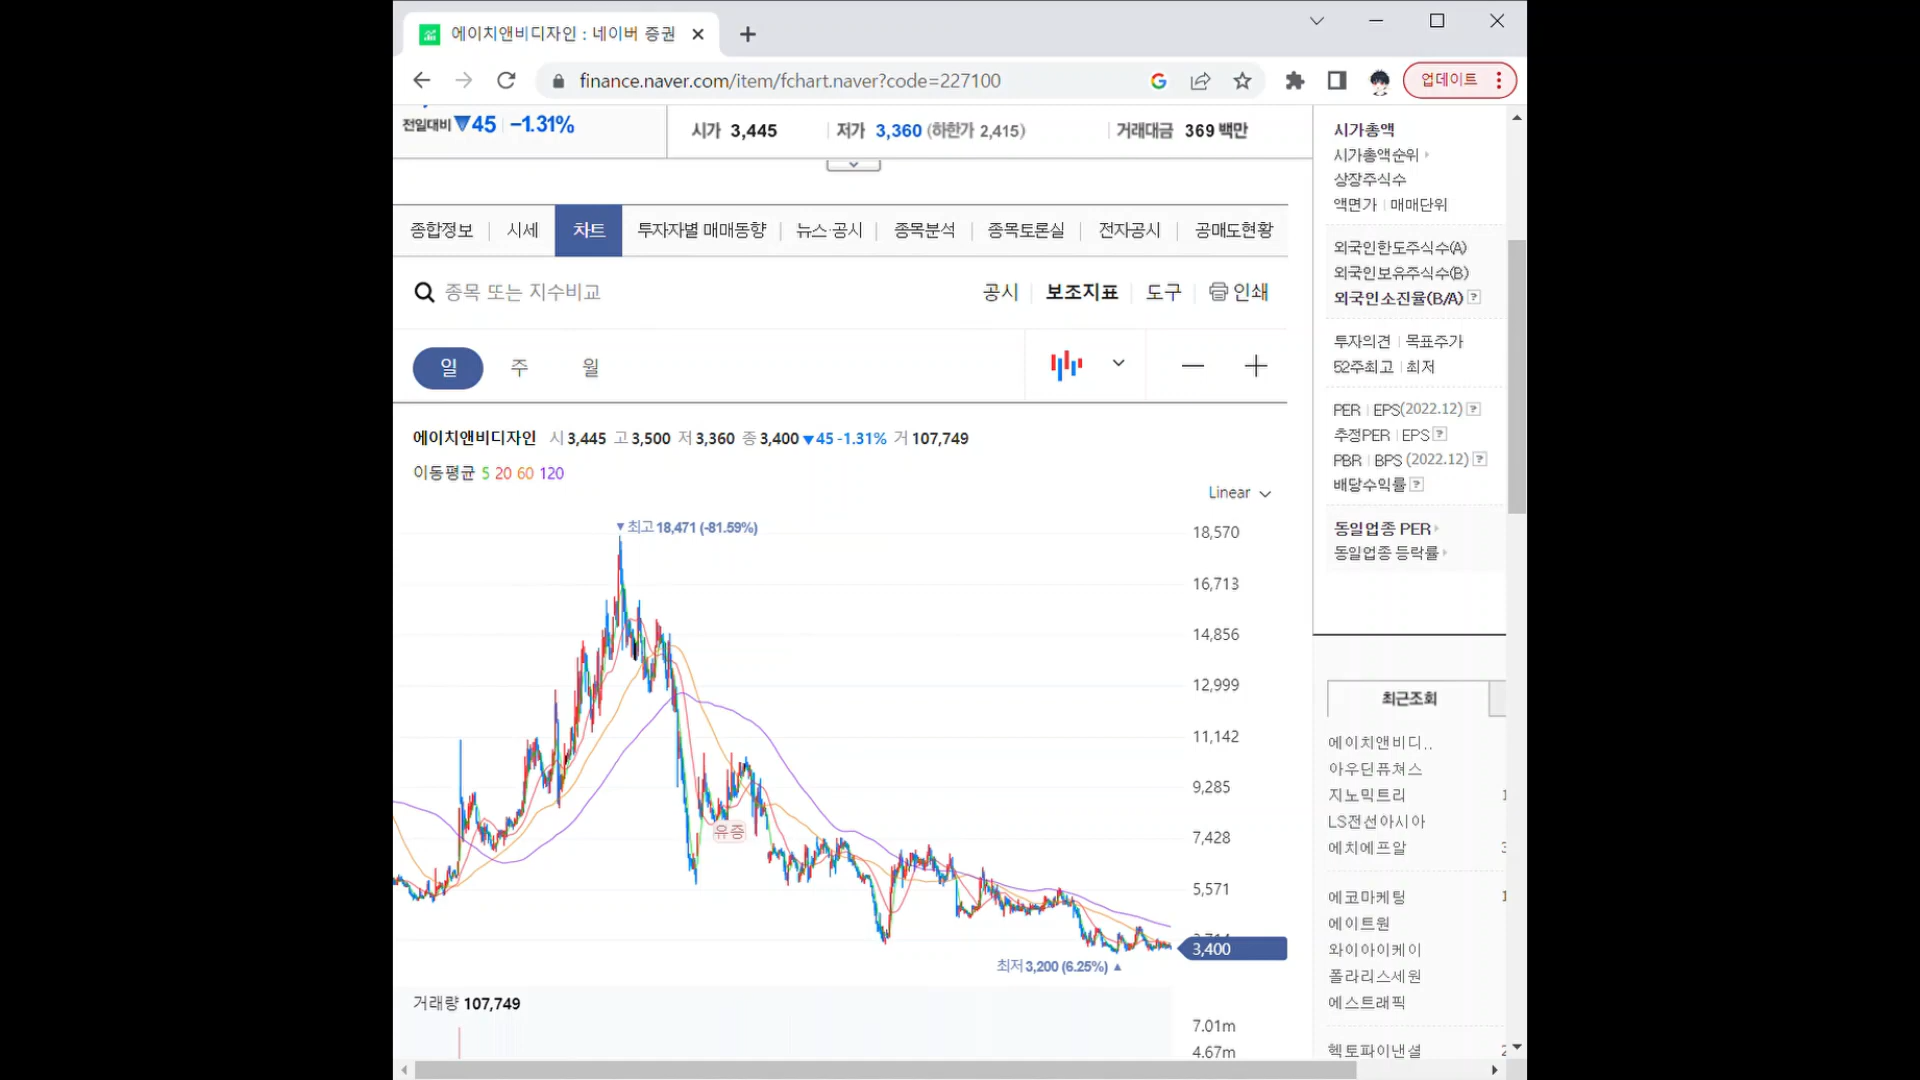 에이치앤비디자인 : 네이버 증권
finance.naver.com/item/fchart.naver?code=227100
업데이트
전일대비 ▼45 -1.31%
시가 3,445 저가 3,360 (하한가 2,415) 거래대금 369 백만
종합정보 시세 차트 투자자별 매매동향 뉴스·공시 종목분석 종목토론실 전자공시 공매도현황
종목 또는 지수비교 공시 보조지표 도구 인쇄
일 주 월
에이치앤비디자인 시 3,445 고 3,500 저 3,360 종 3,400 ▼45 -1.31% 거 107,749
이동평균 5 20 60 120
Linear
▼최고 18,471 (-81.59%)
18,570
16,713
14,856
12,999
11,142
9,285
7,428
5,571
3,400
유증
최저 3,200 (6.25%) ▲
거래량 107,749
7.01m
4.67m
시가총액
시가총액순위
상장주식수
액면가 매매단위
외국인한도주식수(A)
외국인보유주식수(B)
외국인소진율(B/A) ?
투자의견 목표주가
52주최고 최저
PER EPS(2022.12) ?
추정PER EPS ?
PBR BPS (2022.12) ?
배당수익률 ?
동일업종 PER
동일업종 등락률
최근조회
에이치앤비디..
아우딘퓨쳐스
지노믹트리 1
LS전선아시아
에치에프알 3
에코마케팅 1
에이트원
와이아이케이
폴라리스세원
에스트래픽
헥토파이낸셜 2